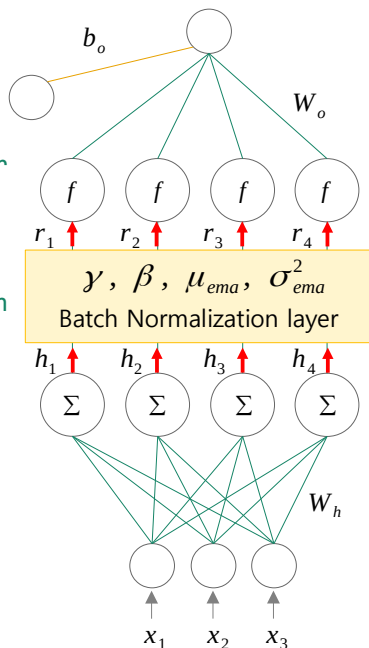 b_o
W_o
r
f f f f
r_1 r_2 r_3 r_4
γ , β , μ_ema , σ²_ema
n
Batch Normalization layer
h_1 h_2 h_3 h_4
Σ Σ Σ Σ
W_h
x_1 x_2 x_3